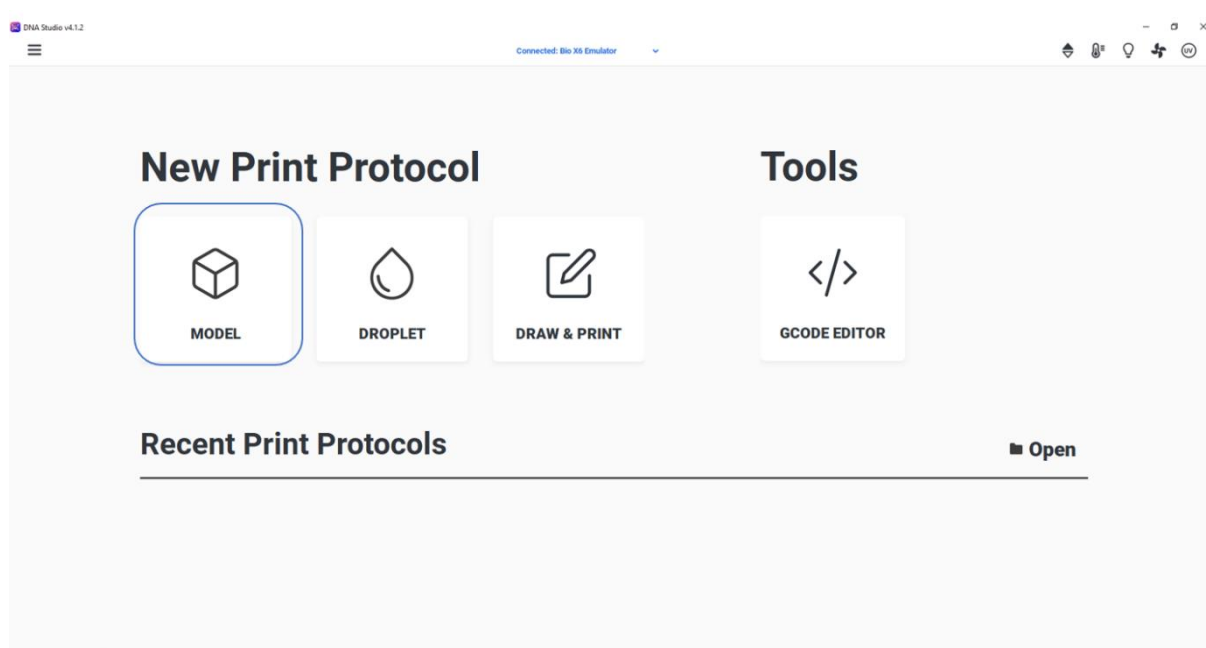 DNA Studio v4.1.2
Connected: Bio X6 Emulator
UV
New Print Protocol
Tools
MODEL
DROPLET
DRAW & PRINT
GCODE EDITOR
Recent Print Protocols
Open